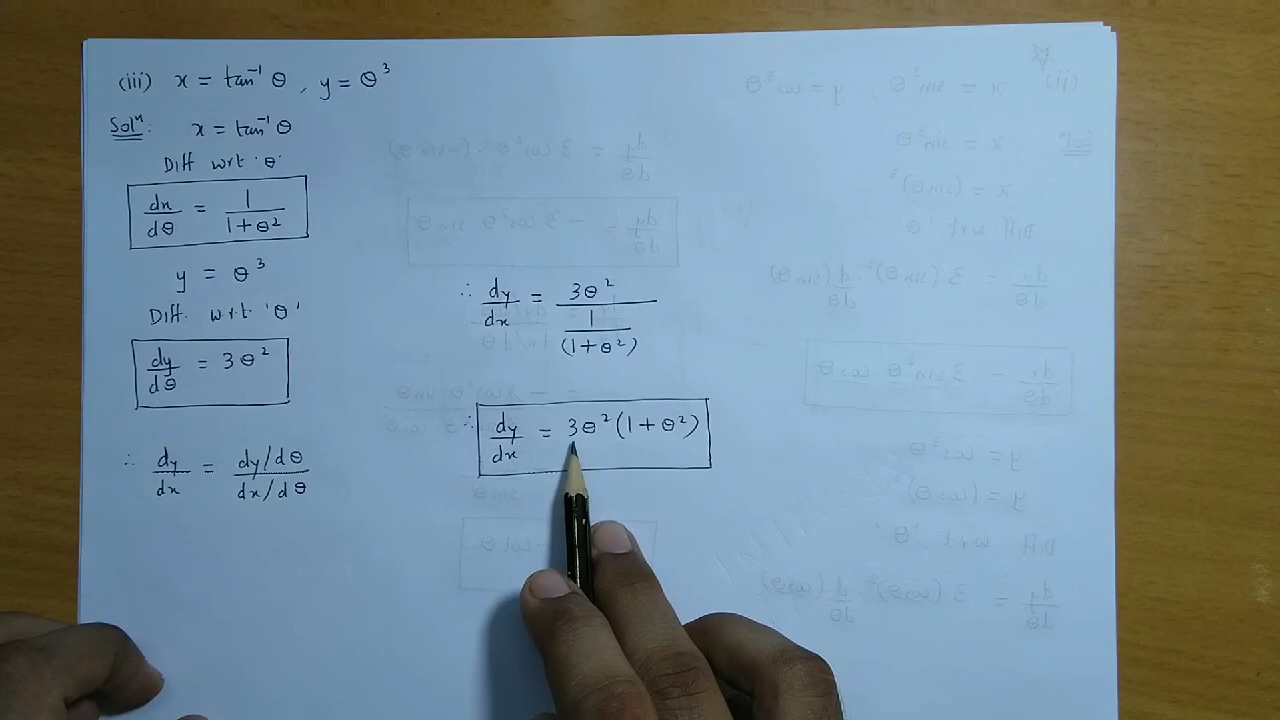 (iii) x = tan⁻¹ θ , y = θ³
Solⁿ: x = tan⁻¹ θ
Diff wrt 'θ'
dx/dθ = 1/(1+θ²)
y = θ³
Diff. w.r.t. 'θ'
dy/dθ = 3θ²
∴ dy/dx = (dy/dθ)/(dx/dθ)
∴ dy/dx = 3θ²/(1/(1+θ²))
∴ dy/dx = 3θ²(1+θ²)